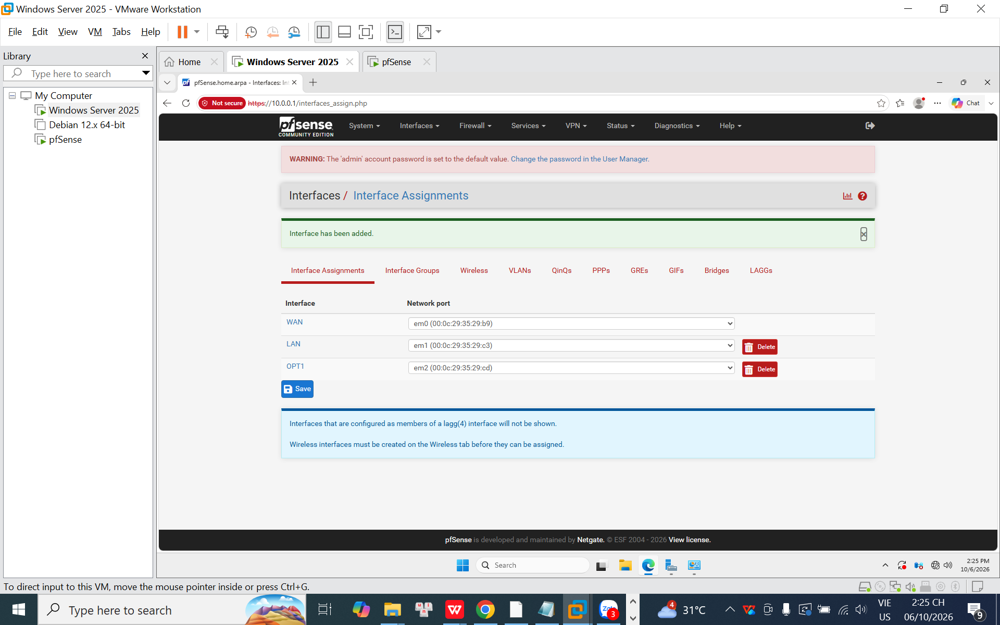 Windows Server 2025 - VMware Workstation
File Edit View VM Tabs Help
Library
Type here to search
My Computer
Windows Server 2025
Debian 12.x 64-bit
pfSense
Home
Windows Server 2025
pfSense
pfSense.home.arpa - Interfaces: Int
Not secure https://10.0.0.1/interfaces_assign.php
Chat
pfsense
COMMUNITY EDITION
System Interfaces Firewall Services VPN Status Diagnostics Help
WARNING: The 'admin' account password is set to the default value. Change the password in the User Manager.
Interfaces / Interface Assignments
Interface has been added.
Interface Assignments Interface Groups Wireless VLANs QinQs PPPs GREs GIFs Bridges LAGGs
Interface Network port
WAN em0 (00:0c:29:35:29:b9)
LAN em1 (00:0c:29:35:29:c3) Delete
OPT1 em2 (00:0c:29:35:29:cd) Delete
Save
Interfaces that are configured as members of a lagg(4) interface will not be shown.
Wireless interfaces must be created on the Wireless tab before they can be assigned.
pfSense is developed and maintained by Netgate. © ESF 2004 - 2026 View license.
Search
2:25 PM
10/6/2026
To direct input to this VM, move the mouse pointer inside or press Ctrl+G.
Type here to search
Zalo
3
4
31°C
VIE
US
2:25 CH
06/10/2026
9